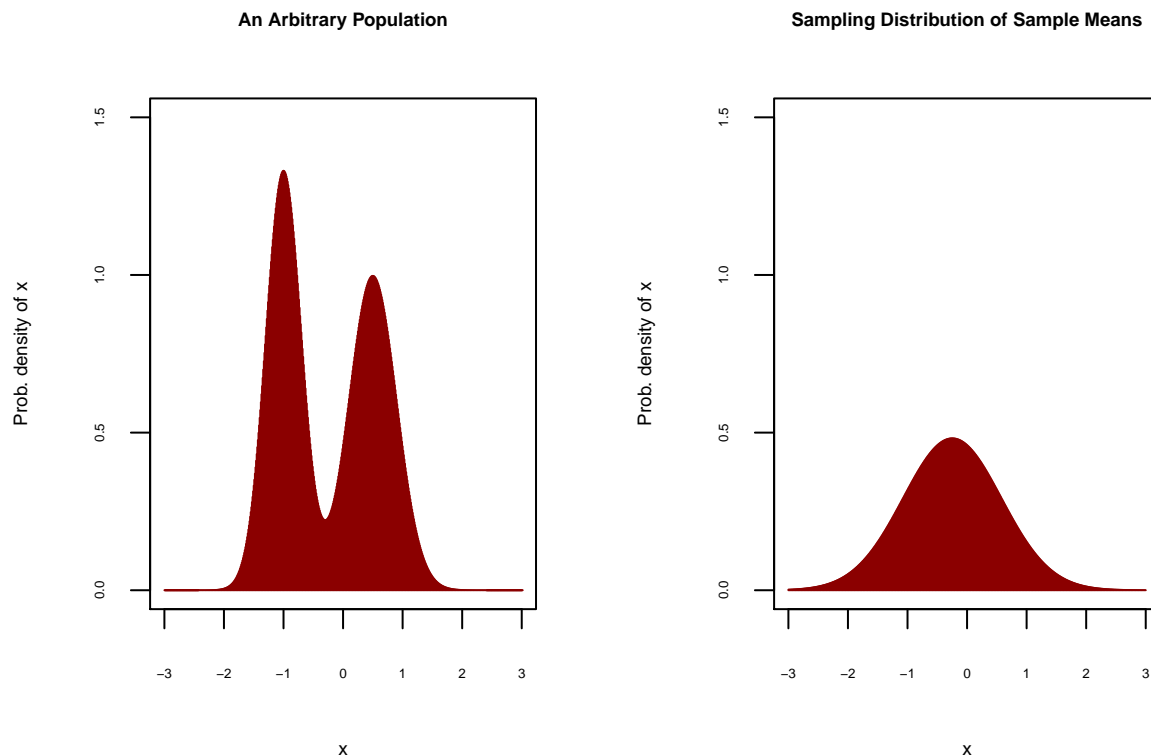 An Arbitrary Population
Prob. density of x
1.5
1.0
0.5
0.0
−3 −2 −1 0 1 2 3
x
Sampling Distribution of Sample Means
Prob. density of x
1.5
1.0
0.5
0.0
−3 −2 −1 0 1 2 3
x